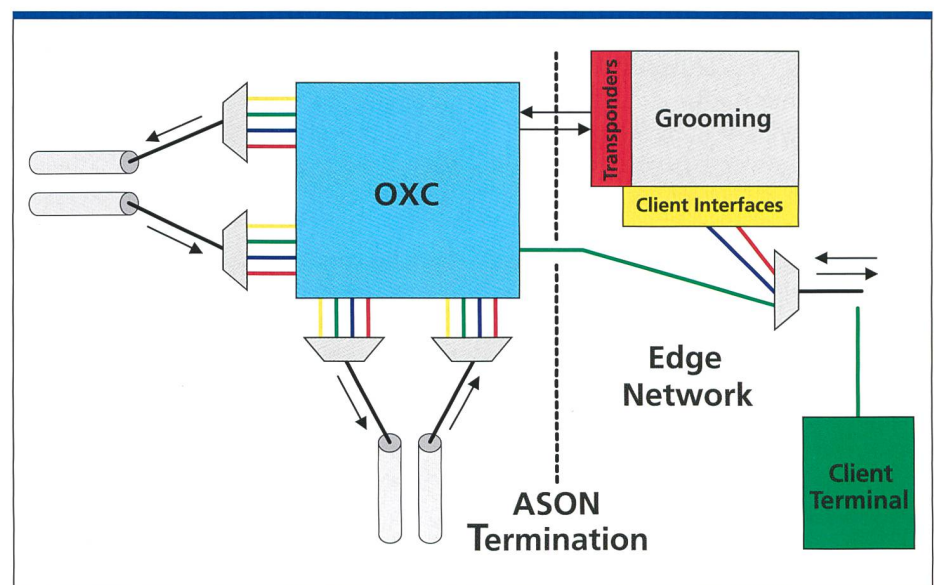 Transponders
Grooming
OXC
Client Interfaces
Edge
Network
Client
Terminal
ASON
Termination